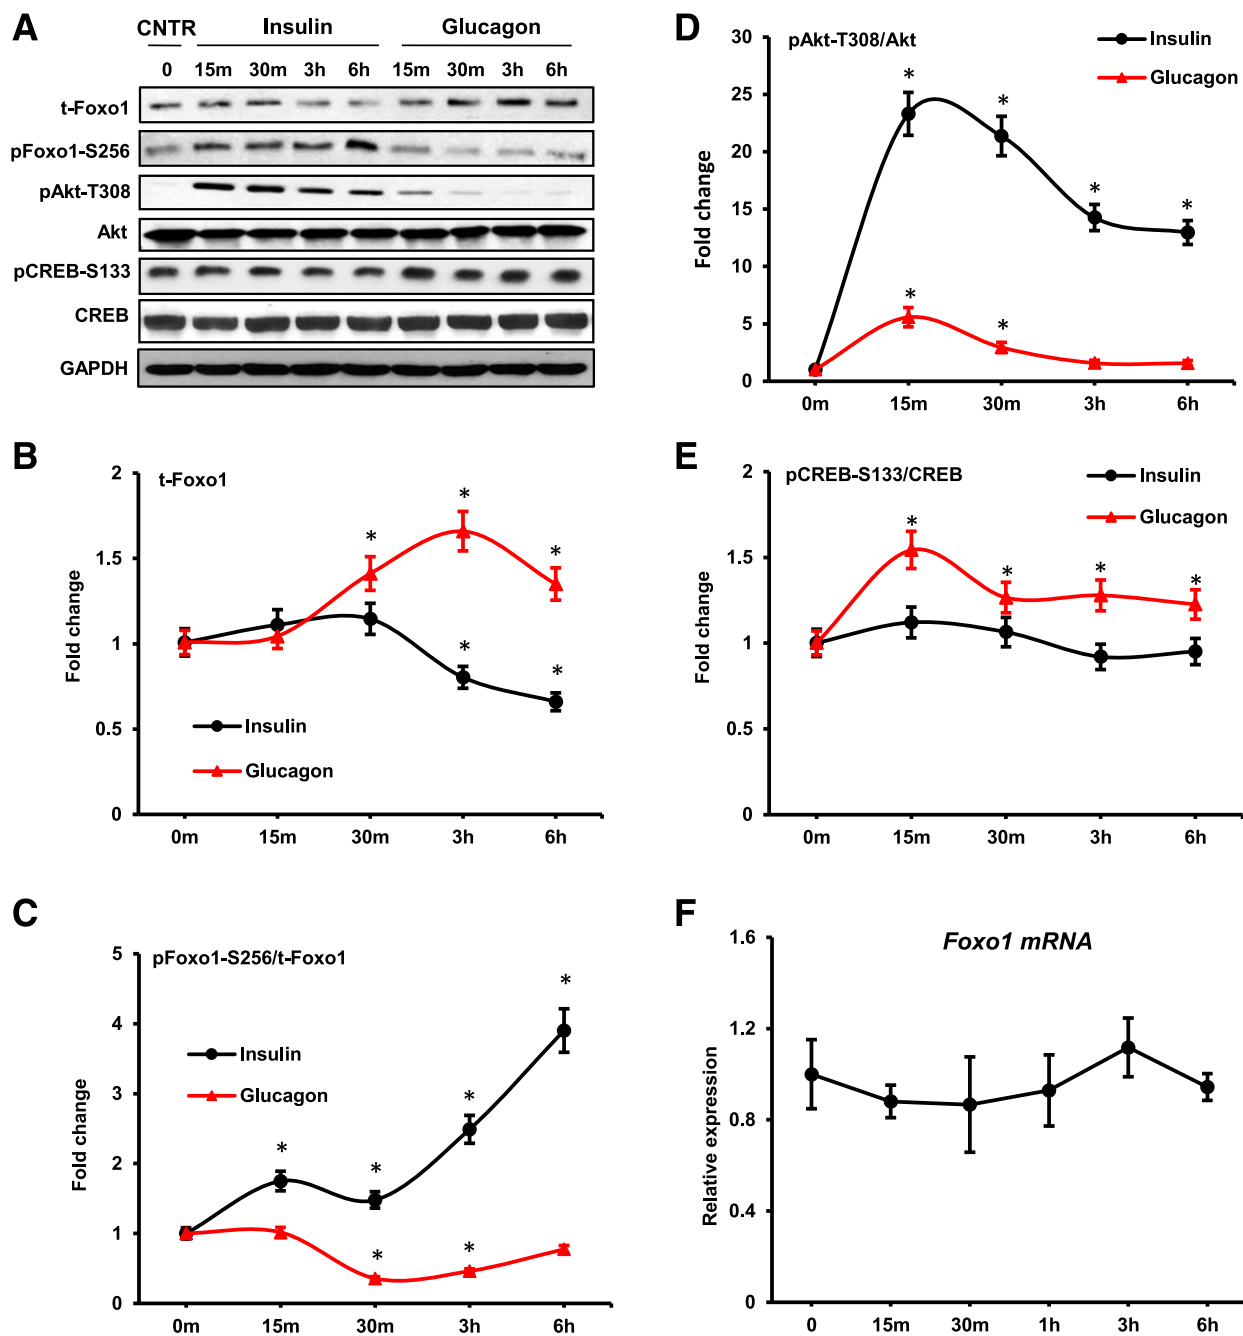 A
CNTR Insulin Glucagon
0 15m 30m 3h 6h 15m 30m 3h 6h
t-Foxo1
pFoxo1-S256
pAkt-T308
Akt
pCREB-S133
CREB
GAPDH
B
t-Foxo1
2
1.5
1
0.5
0
Fold change
* * * * *
Insulin
Glucagon
0m 15m 30m 3h 6h
C
pFoxo1-S256/t-Foxo1
5
4
3
2
1
0
Fold change
* * * * * *
Insulin
Glucagon
0m 15m 30m 3h 6h
D
pAkt-T308/Akt
30
25
20
15
10
5
0
Fold change
* * * * * *
Insulin
Glucagon
0m 15m 30m 3h 6h
E
pCREB-S133/CREB
2
1.5
1
0.5
0
Fold change
* * * *
Insulin
Glucagon
0m 15m 30m 3h 6h
F
Foxo1 mRNA
1.6
1.2
0.8
0.4
0
Relative expression
0 15m 30m 1h 3h 6h